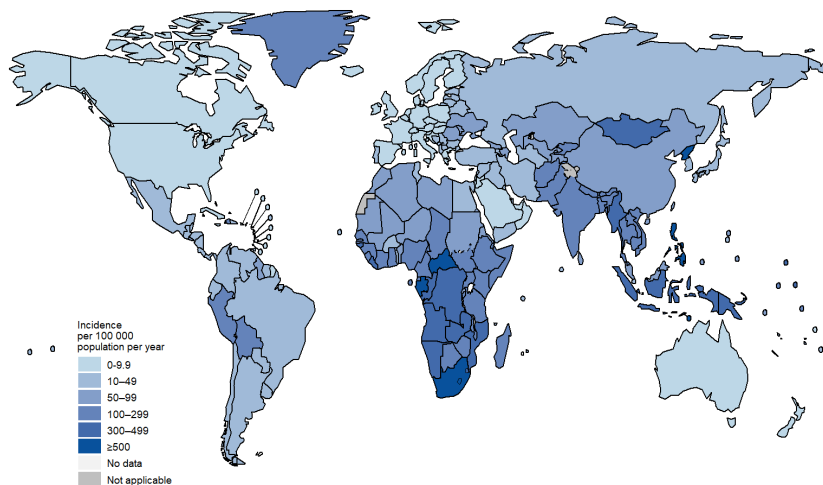 Incidence
per 100 000
population per year
0-9.9
10–49
50–99
100–299
300–499
≥500
No data
Not applicable